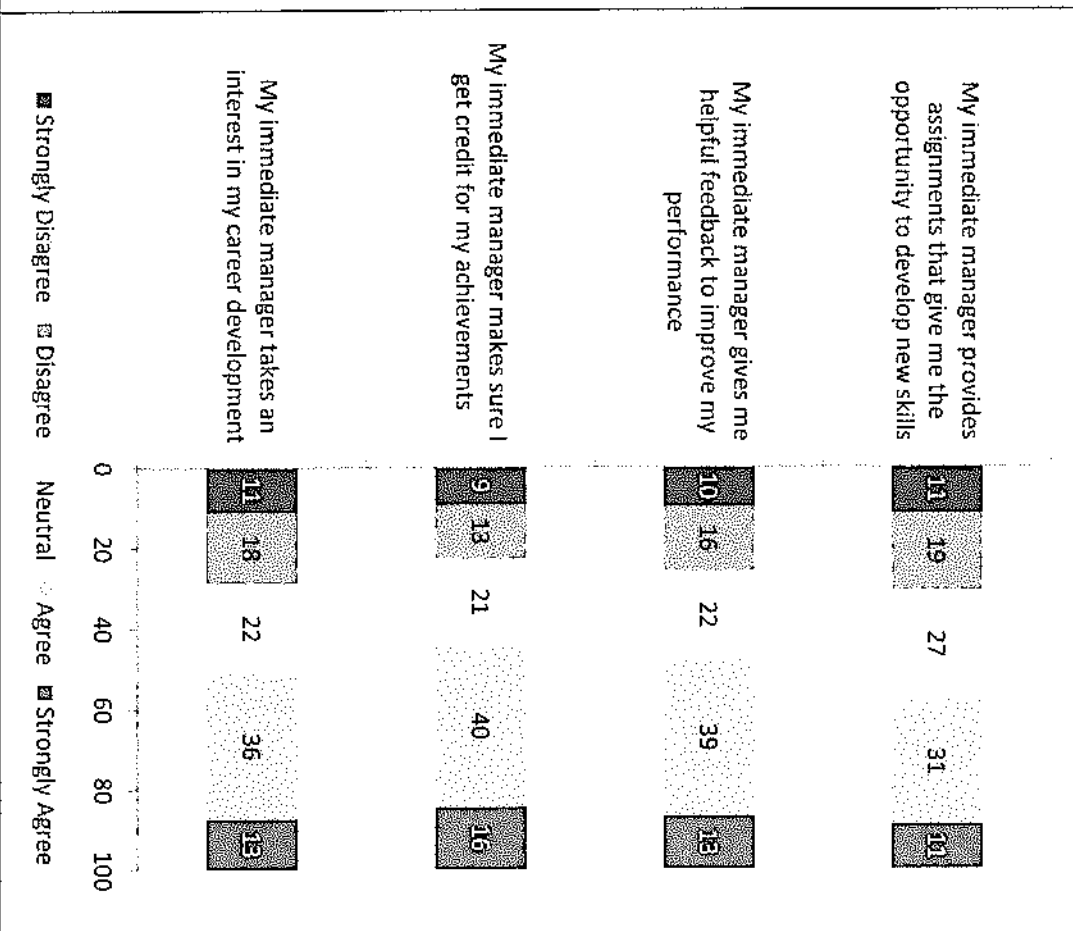 My immediate manager provides
assignments that give me the
opportunity to develop new skills
11 19 27 31 11
My immediate manager gives me
helpful feedback to improve my
performance
10 16 22 39 13
My immediate manager makes sure I
get credit for my achievements
9 13 21 40 16
My immediate manager takes an
interest in my career development
11 18 22 36 13
0 20 40 60 80 100
Strongly Disagree Disagree Neutral Agree Strongly Agree